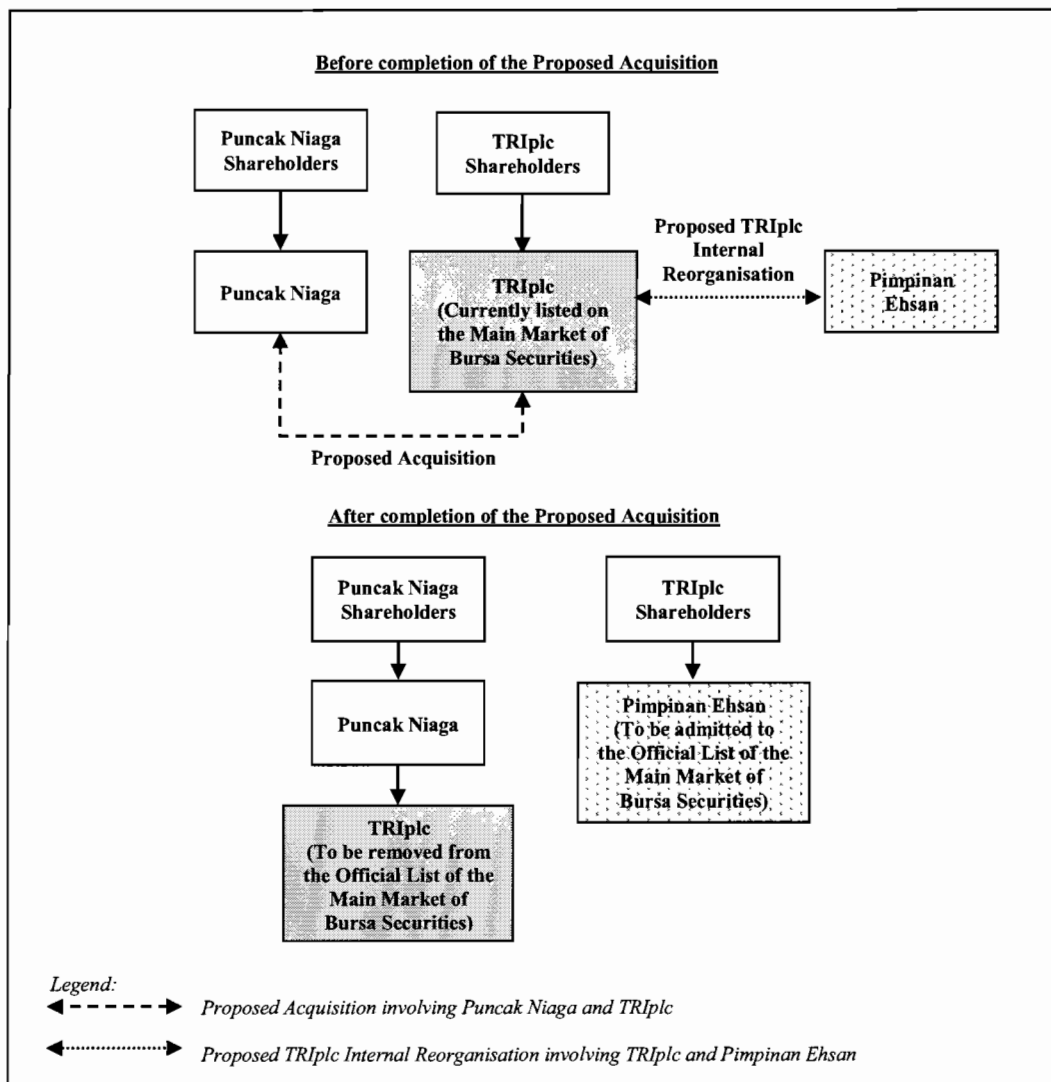 Before completion of the Proposed Acquisition
Puncak Niaga
Shareholders
TRIplc
Shareholders
Proposed TRIplc
Internal
Reorganisation
Puncak Niaga
TRIplc
(Currently listed on
the Main Market of
Bursa Securities)
Pimpinan
Ehsan
Proposed Acquisition
After completion of the Proposed Acquisition
Puncak Niaga
Shareholders
TRIplc
Shareholders
Puncak Niaga
Pimpinan Ehsan
(To be admitted to
the Official List of the
Main Market of
Bursa Securities)
TRIplc
(To be removed from
the Official List of the
Main Market of
Bursa Securities)
Legend:
Proposed Acquisition involving Puncak Niaga and TRIplc
Proposed TRIplc Internal Reorganisation involving TRIplc and Pimpinan Ehsan